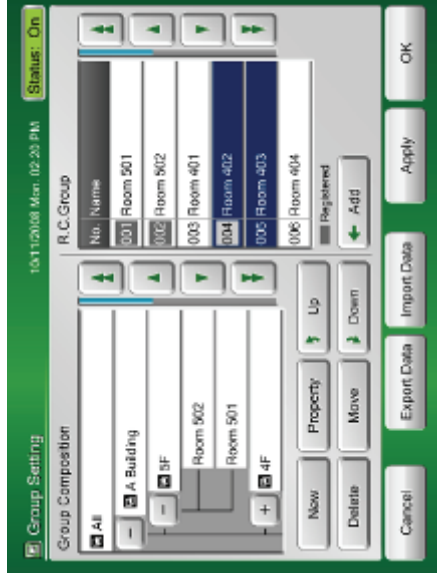 Group Setting
10/11/2008 Mon. 02:20 PM
Status: On
Group Composition
All
A Building
5F
Room 502
Room 501
4F
New
Property
Up
Delete
Move
Down
R.C.Group
No. Name
001 Room 501
002 Room 502
003 Room 401
004 Room 402
005 Room 403
006 Room 404
Registered
Add
Cancel
Export Data
Import Data
Apply
OK